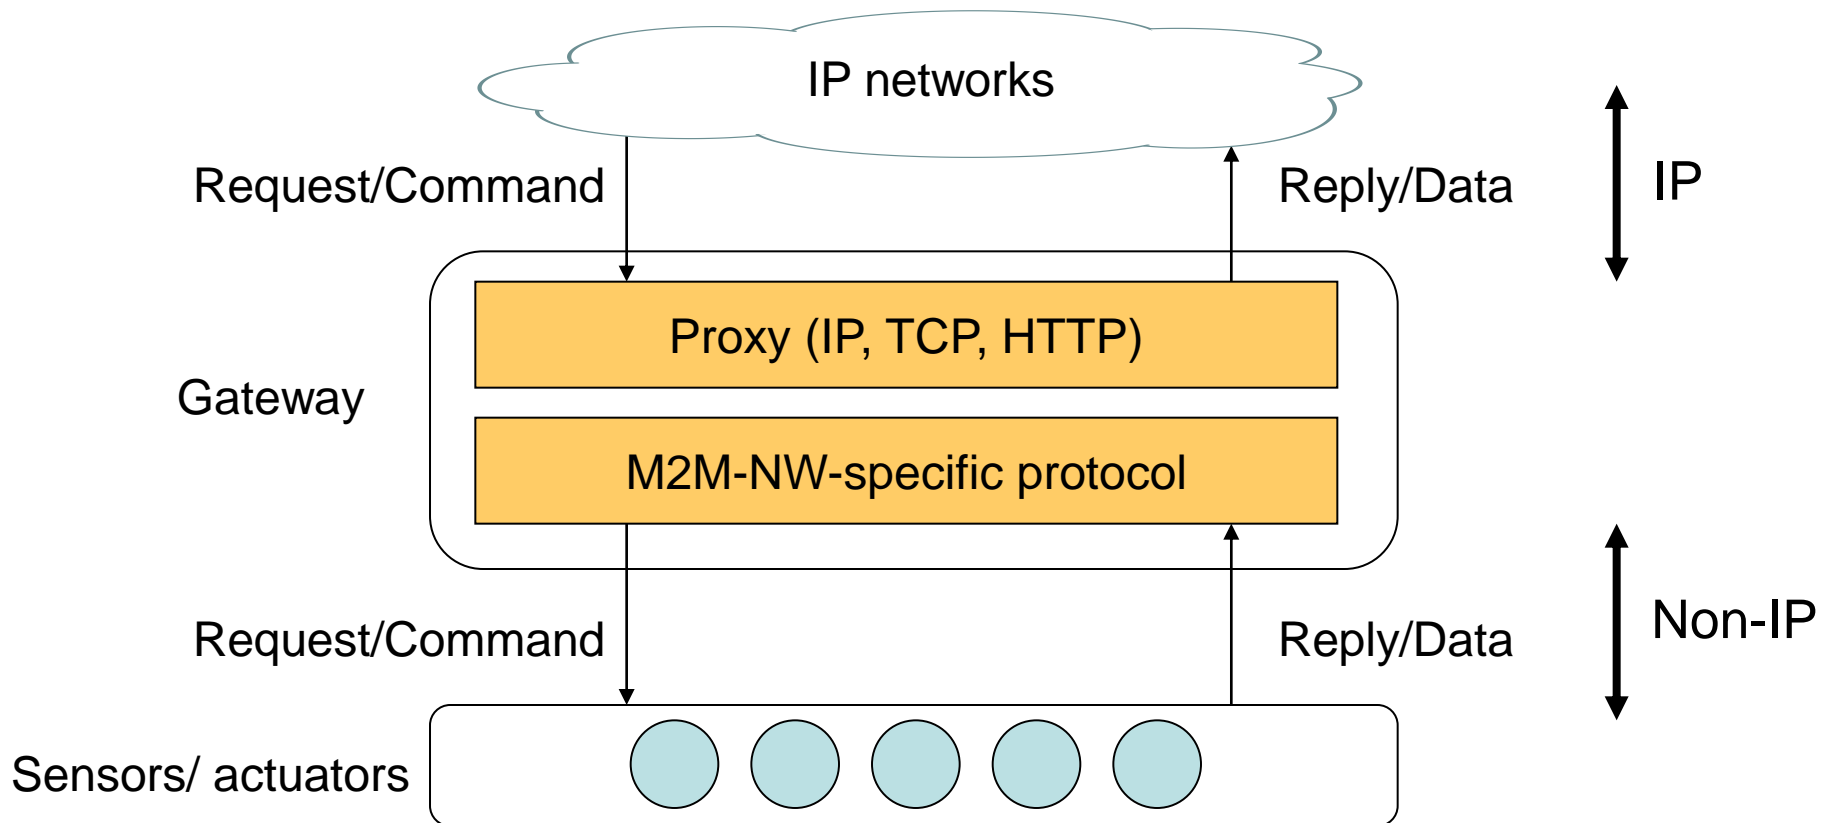 IP networks
Request/Command
Reply/Data
IP
Proxy (IP, TCP, HTTP)
Gateway
M2M-NW-specific protocol
Request/Command
Reply/Data
Non-IP
Sensors/ actuators